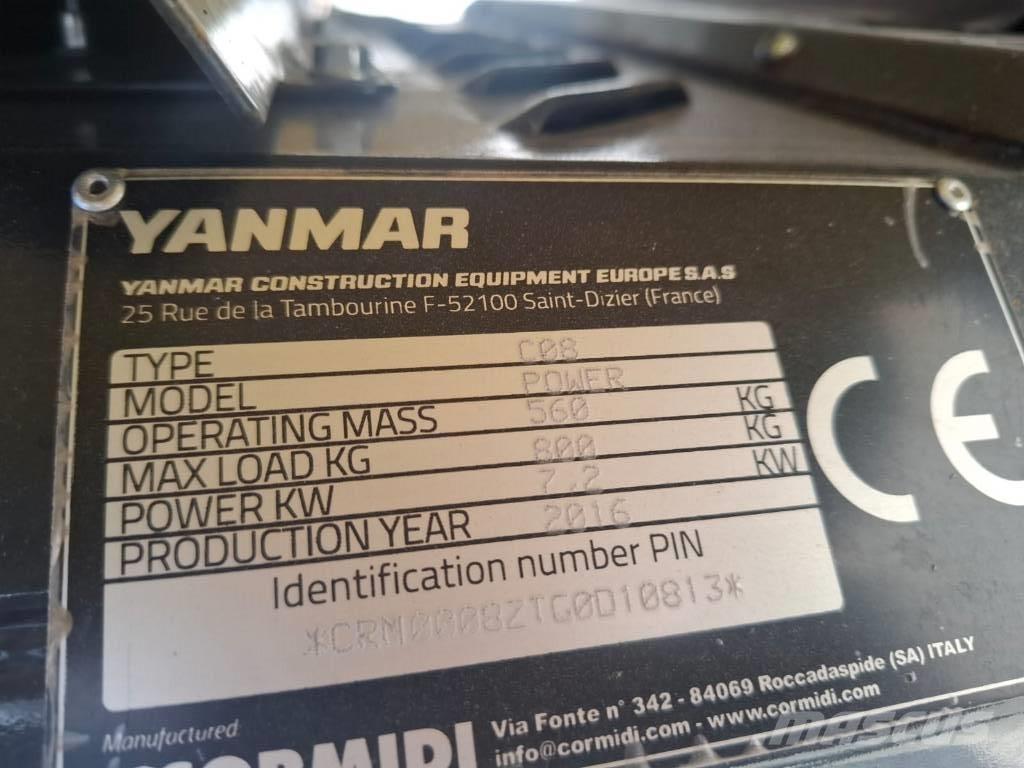 YANMAR
YANMAR CONSTRUCTION EQUIPMENT EUROPE S.A.S
25 Rue de la Tambourine F-52100 Saint-Dizier (France)
TYPE C08
MODEL POWER
OPERATING MASS 560 KG
MAX LOAD KG 800 KG
POWER KW 7.2 KW
PRODUCTION YEAR 2016
Identification number PIN
*CRM0008ZTG0D10813*
CE
Manufactured
CORMIDI
Via Fonte n° 342 - 84069 Roccadaspide (SA) ITALY
info@cormidi.com - www.cormidi.com
mascus